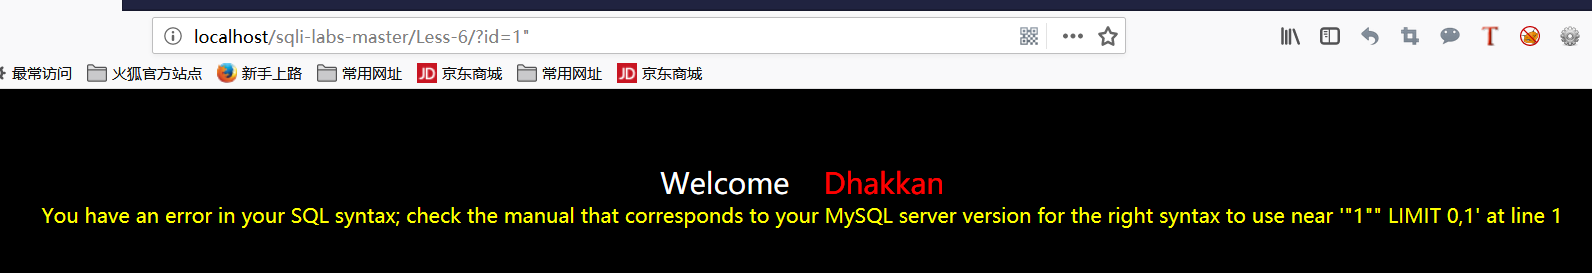 localhost/sqli-labs-master/Less-6/?id=1"
最常访问 火狐官方站点 新手上路 常用网址 JD 京东商城 常用网址 JD 京东商城
Welcome Dhakkan
You have an error in your SQL syntax; check the manual that corresponds to your MySQL server version for the right syntax to use near '"1"" LIMIT 0,1' at line 1